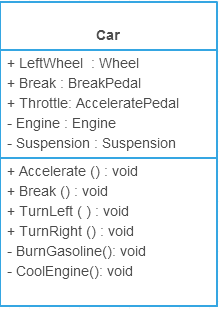 Car
+ LeftWheel : Wheel
+ Break : BreakPedal
+ Throttle: AcceleratePedal
- Engine : Engine
- Suspension : Suspension
+ Accelerate () : void
+ Break () : void
+ TurnLeft ( ) : void
+ TurnRight () : void
- BurnGasoline(): void
- CoolEngine(): void